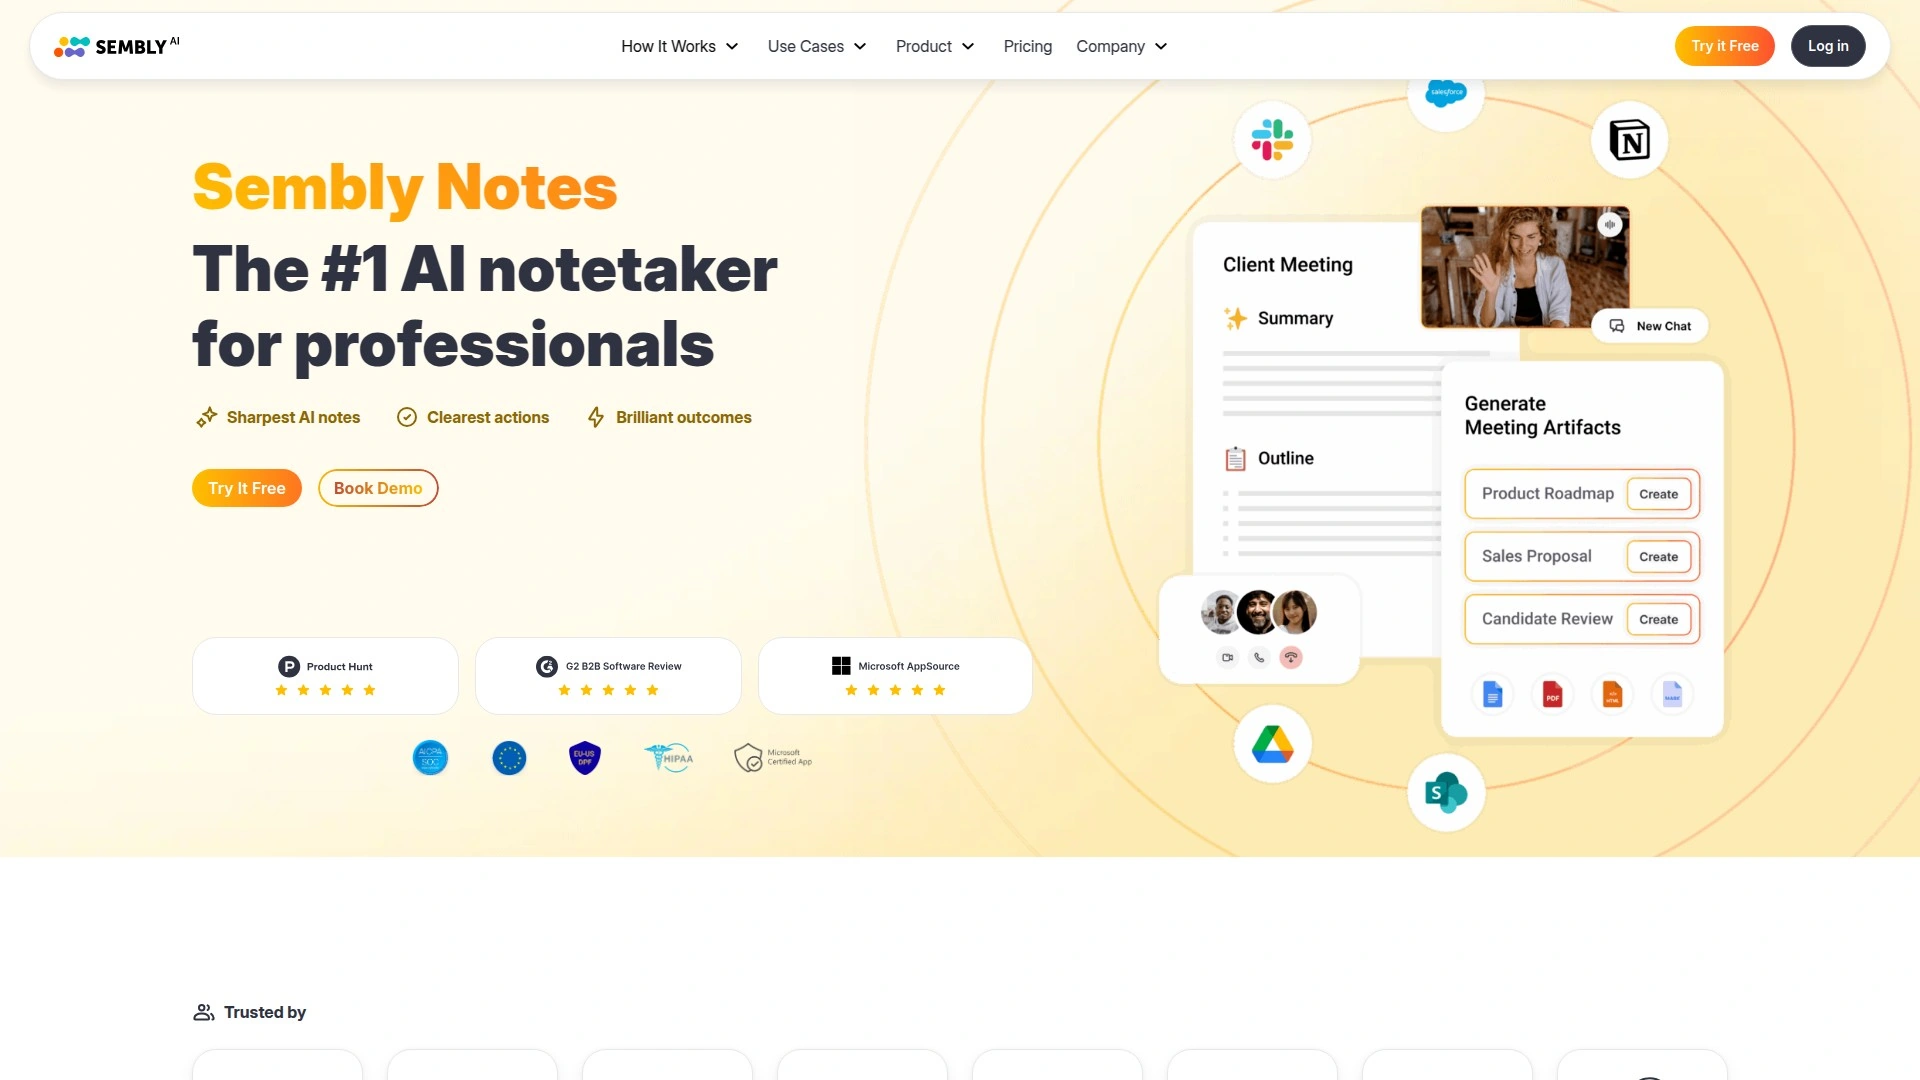 SEMBLY AI
How It Works
Use Cases
Product
Pricing
Company
Try it Free
Log in
Sembly Notes
The #1 AI notetaker
for professionals
Sharpest AI notes
Clearest actions
Brilliant outcomes
Try It Free
Book Demo
Product Hunt
G2 B2B Software Review
Microsoft AppSource
AICPA
SOC
EU-US
DPF
HIPAA
Microsoft
Certified App
salesforce
N
Client Meeting
Summary
New Chat
Outline
Generate
Meeting Artifacts
Product Roadmap
Create
Sales Proposal
Create
Candidate Review
Create
PDF
HTML
S
Trusted by